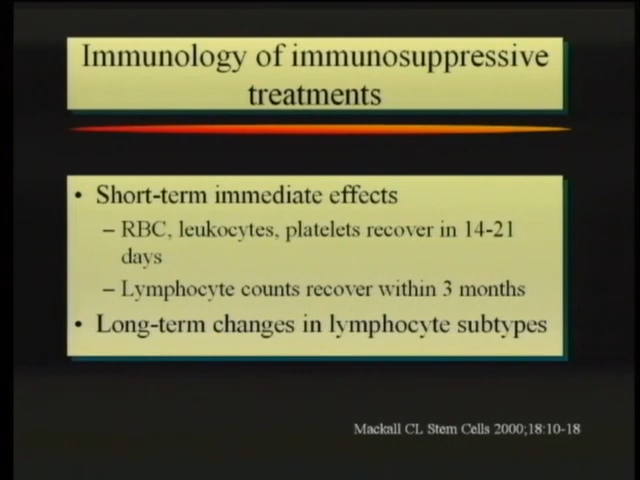 Immunology of immunosuppressive
treatments
• Short-term immediate effects
– RBC, leukocytes, platelets recover in 14-21
days
– Lymphocyte counts recover within 3 months
• Long-term changes in lymphocyte subtypes
Mackall CL Stem Cells 2000;18:10-18